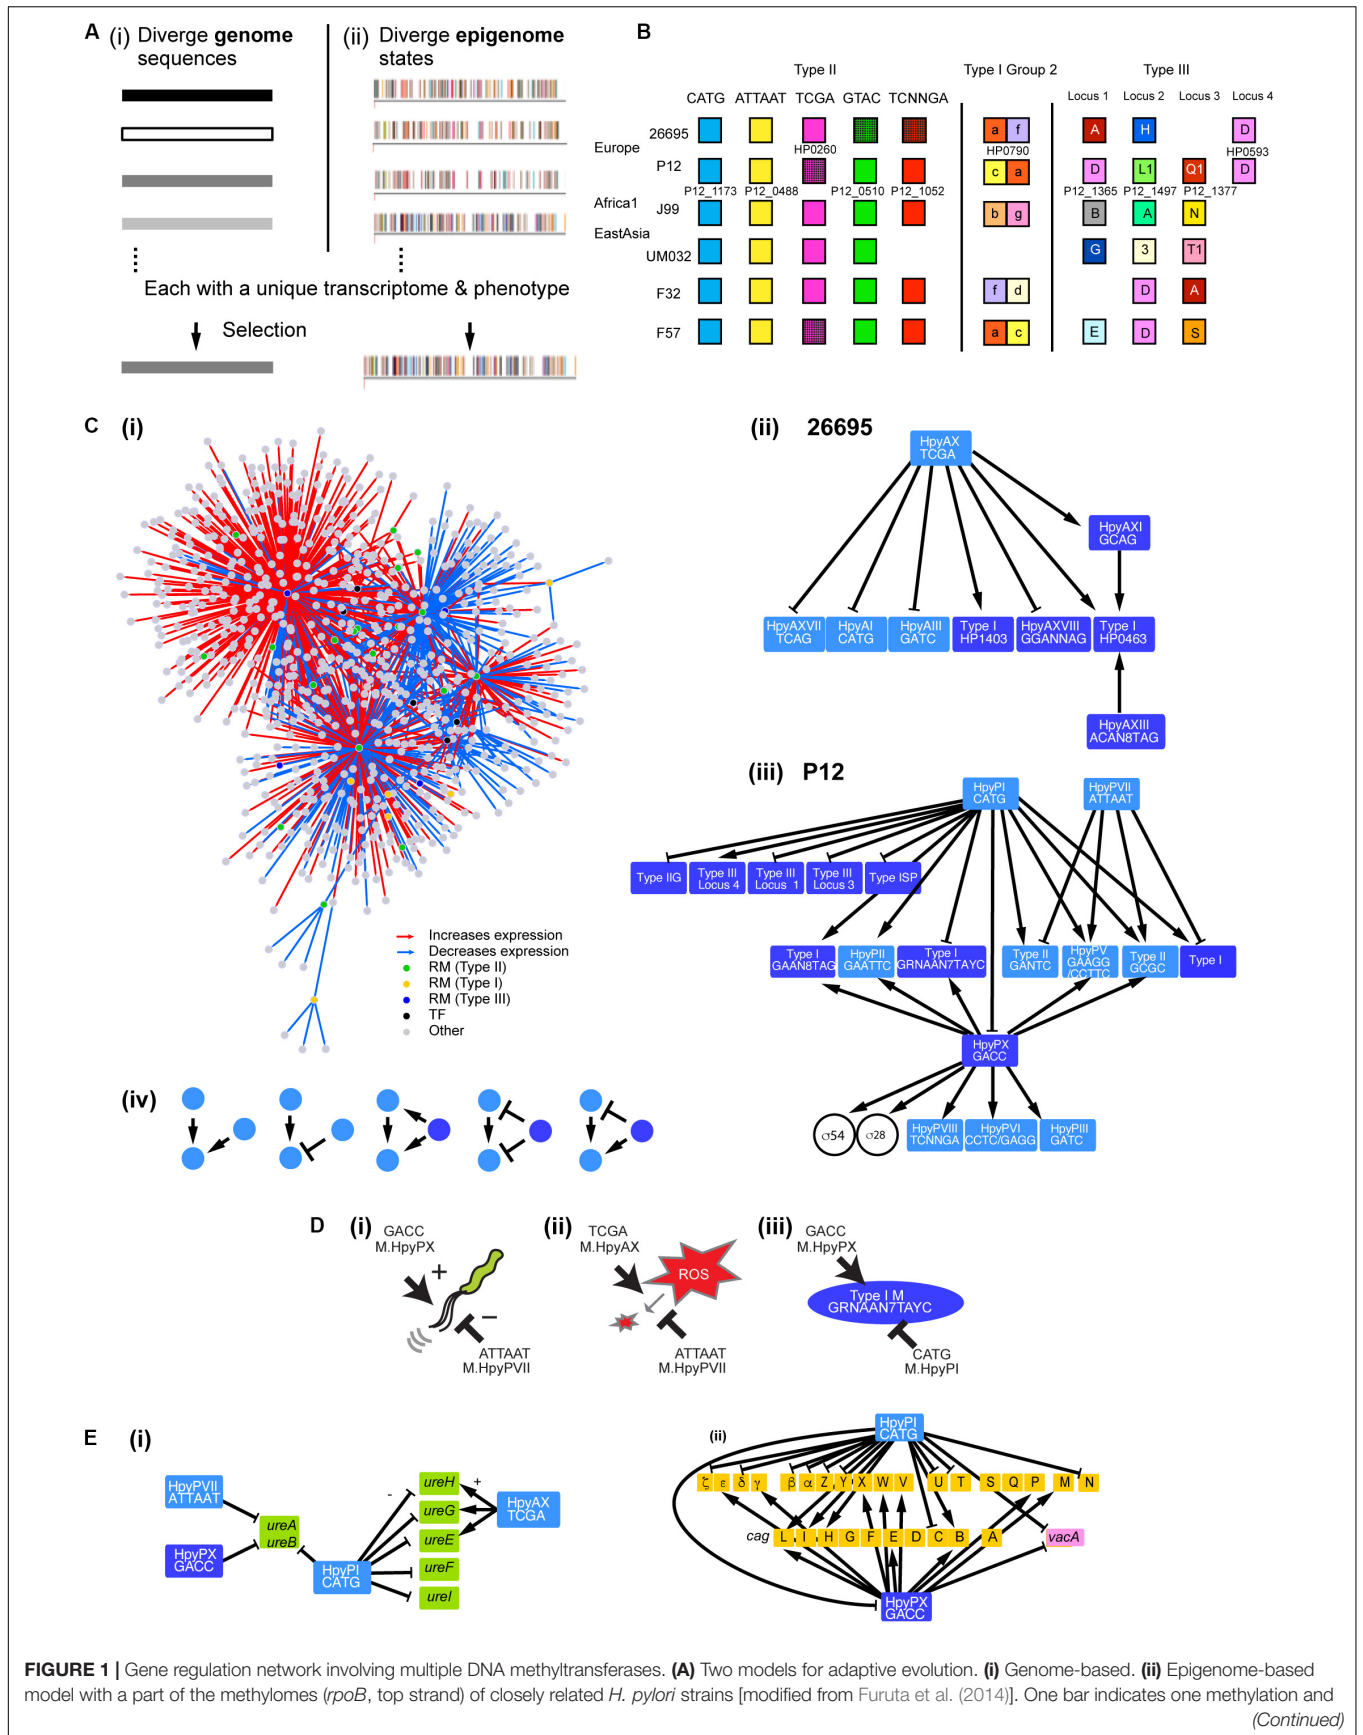 A (i) Diverge genome
sequences
(ii) Diverge epigenome
states
Each with a unique transcriptome & phenotype
Selection
B
Type II
Type I Group 2
Type III
CATG ATTAAT TCGA GTAC TCNNGA
Locus 1 Locus 2 Locus 3 Locus 4
Europe
26695
a f
A H D
HP0260
HP0790
HP0593
P12
c a
D L1 Q1 D
P12_1173 P12_0488 P12_0510 P12_1052
P12_1365 P12_1497 P12_1377
Africa1
J99
b g
B A N
EastAsia
UM032
G 3 T1
F32
f d
D A
F57
a c
E D S
C (i)
Increases expression
Decreases expression
RM (Type II)
RM (Type I)
RM (Type III)
TF
Other
(ii) 26695
HpyAX
TCGA
HpyAXI
GCAG
HpyAXVII
TCAG
HpyAI
CATG
HpyAIII
GATC
Type I
HP1403
HpyAXVIII
GGANNAG
Type I
HP0463
HpyAXIII
ACAN8TAG
(iii) P12
HpyPI
CATG
HpyPVII
ATTAAT
Type IIG
Type III
Locus 4
Type III
Locus 1
Type III
Locus 3
Type ISP
Type I
GAAN8TAG
HpyPII
GAATTC
Type I
GRNAAN7TAYC
Type II
GANTC
HpyPV
GAAGG
/CCTTC
Type II
GCGC
Type I
HpyPX
GACC
σ54
σ28
HpyPVIII
TCNNGA
HpyPVI
CCTC/GAGG
HpyPIII
GATC
(iv)
D (i)
GACC
M.HpyPX
+
−
ATTAAT
M.HpyPVII
(ii)
TCGA
M.HpyAX
ROS
ATTAAT
M.HpyPVII
(iii)
GACC
M.HpyPX
Type I M
GRNAAN7TAYC
CATG
M.HpyPI
E (i)
HpyPVII
ATTAAT
HpyPX
GACC
ureA
ureB
HpyPI
CATG
-
+
ureH
ureG
ureE
ureF
ureI
HpyAX
TCGA
(ii)
HpyPI
CATG
ζ ε δ γ β α Z Y X W V U T S Q P M N
cag L I H G F E D C B A
vacA
HpyPX
GACC
FIGURE 1 | Gene regulation network involving multiple DNA methyltransferases. (A) Two models for adaptive evolution. (i) Genome-based. (ii) Epigenome-based
model with a part of the methylomes (rpoB, top strand) of closely related H. pylori strains [modified from Furuta et al. (2014)]. One bar indicates one methylation and
(Continued)